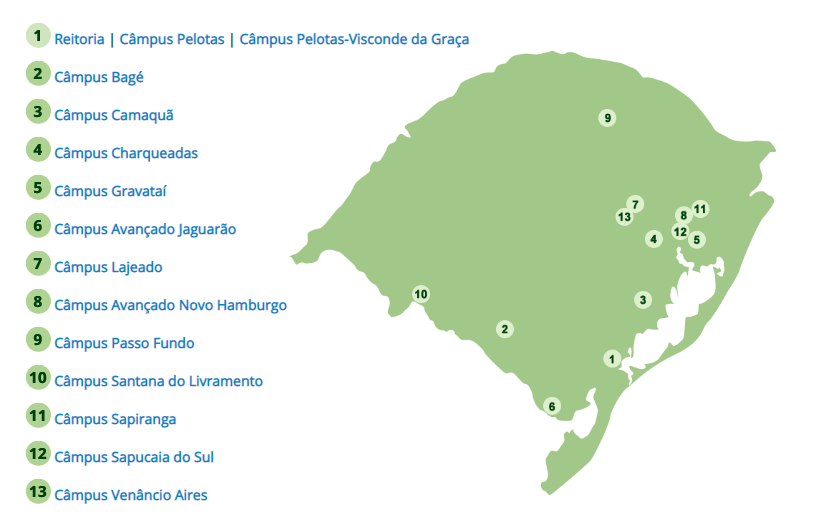 1 Reitoria | Câmpus Pelotas | Câmpus Pelotas-Visconde da Graça
2 Câmpus Bagé
3 Câmpus Camaquã
4 Câmpus Charqueadas
5 Câmpus Gravataí
6 Câmpus Avançado Jaguarão
7 Câmpus Lajeado
8 Câmpus Avançado Novo Hamburgo
9 Câmpus Passo Fundo
10 Câmpus Santana do Livramento
11 Câmpus Sapiranga
12 Câmpus Sapucaia do Sul
13 Câmpus Venâncio Aires
9
7
11
13
8
12
4
5
10
3
2
1
6